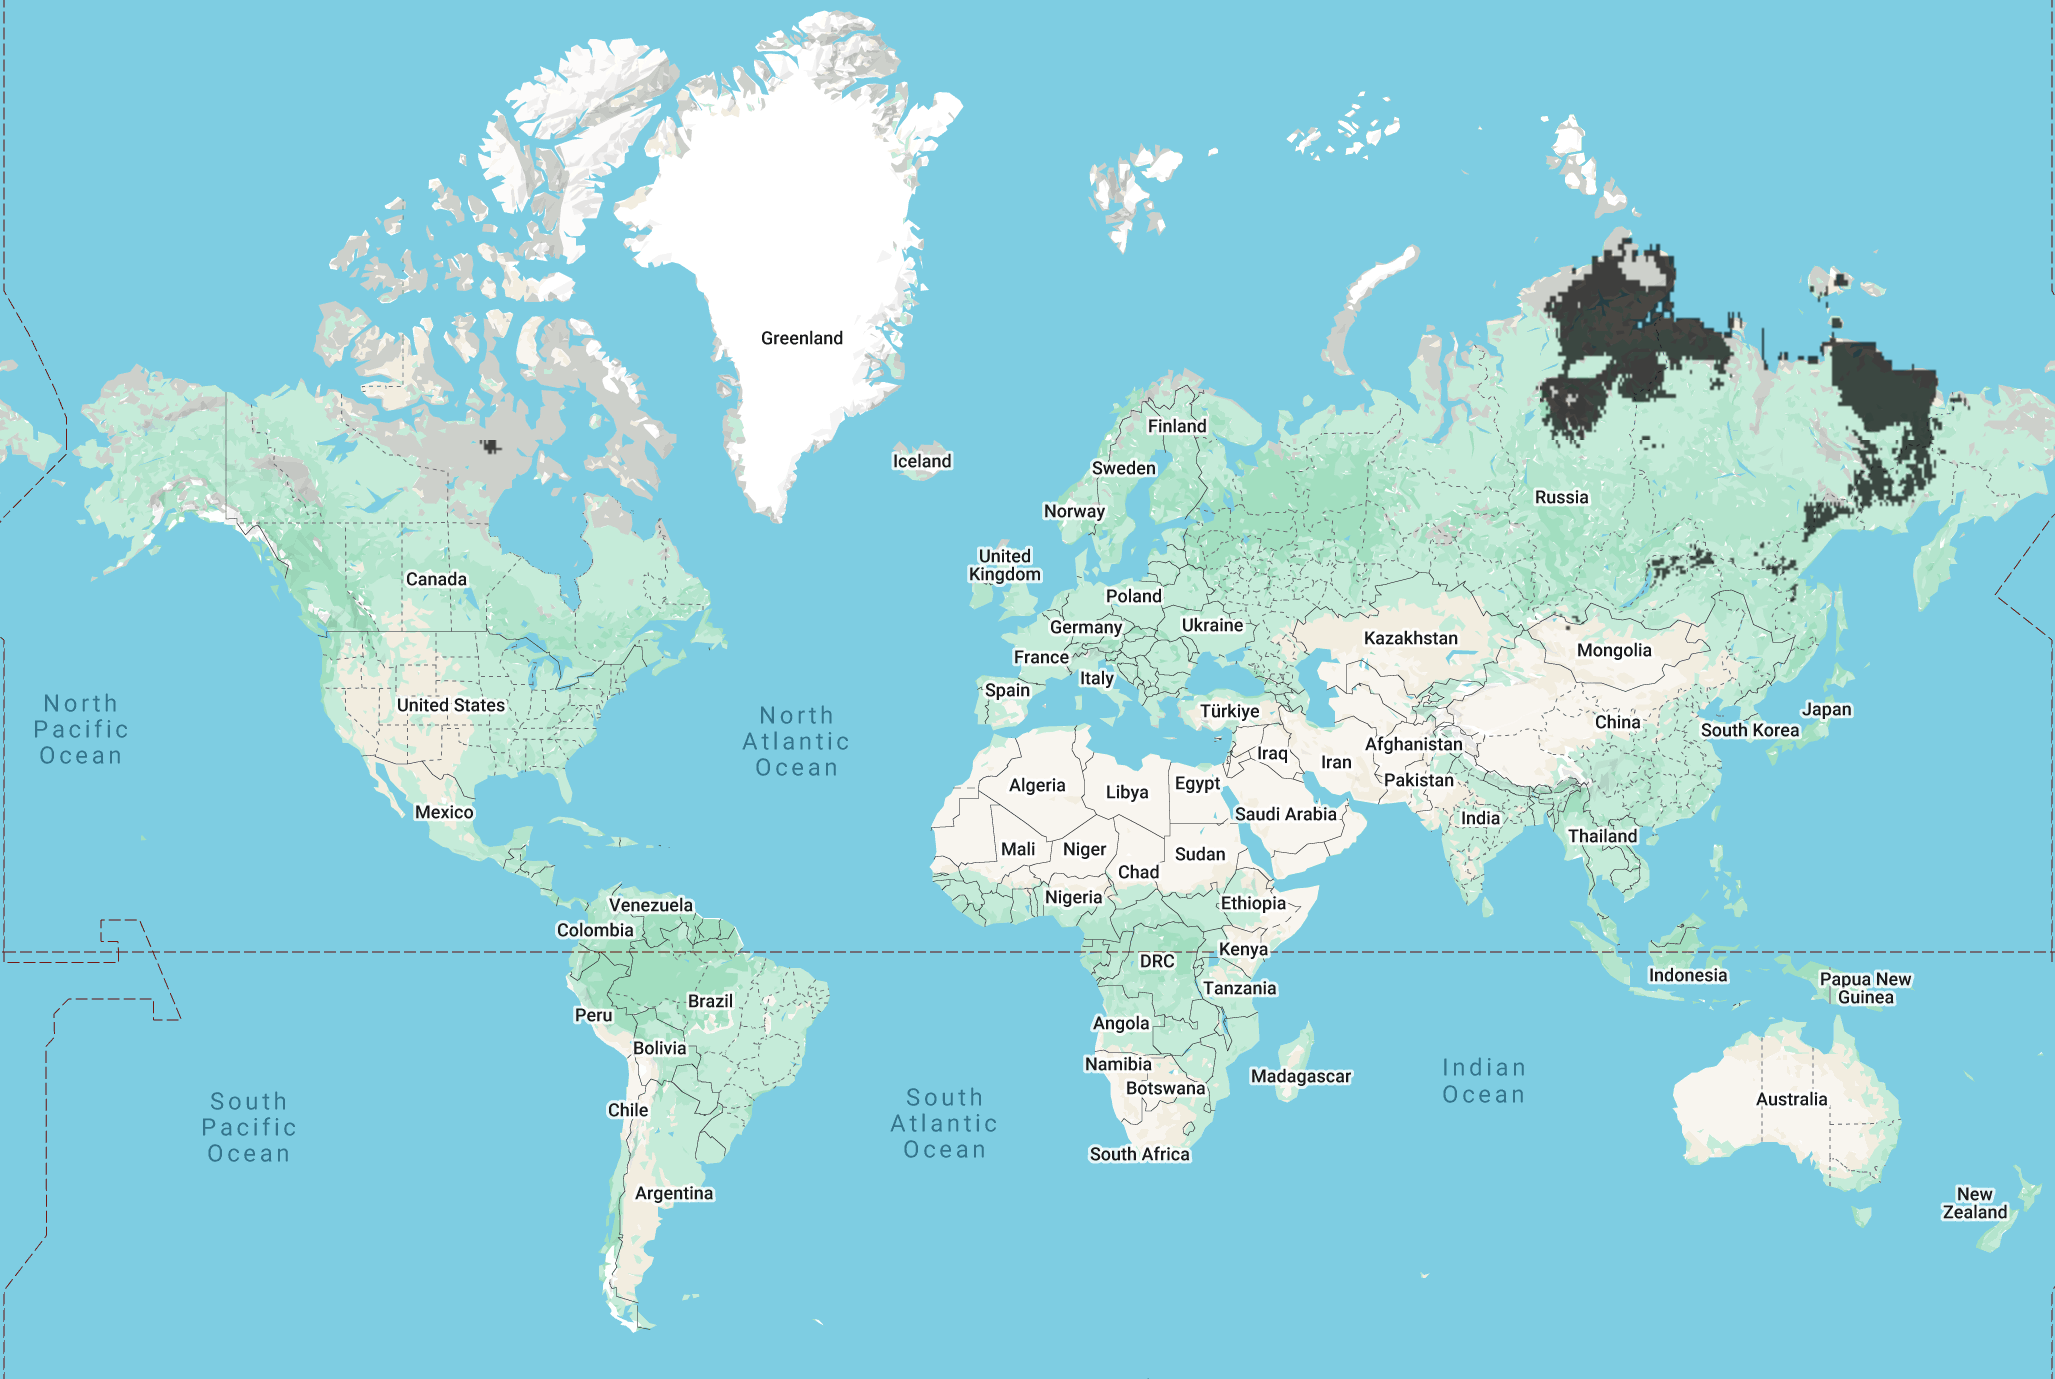 Greenland
Finland
Iceland
Sweden
Russia
Norway
United
Kingdom
Canada
Poland
Germany
Ukraine
Kazakhstan
Mongolia
France
Italy
Spain
United States
North
Pacific
Ocean
North
Atlantic
Ocean
Türkiye
China
Japan
South Korea
Afghanistan
Iraq
Iran
Algeria
Libya
Egypt
Pakistan
Mexico
Saudi Arabia
India
Thailand
Mali
Niger
Sudan
Chad
Nigeria
Ethiopia
Venezuela
Colombia
Kenya
DRC
Indonesia
Papua New
Guinea
Tanzania
Brazil
Peru
Angola
Bolivia
Namibia
Botswana
Madagascar
Indian
Ocean
Australia
Chile
South
Pacific
Ocean
South
Atlantic
Ocean
South Africa
Argentina
New
Zealand